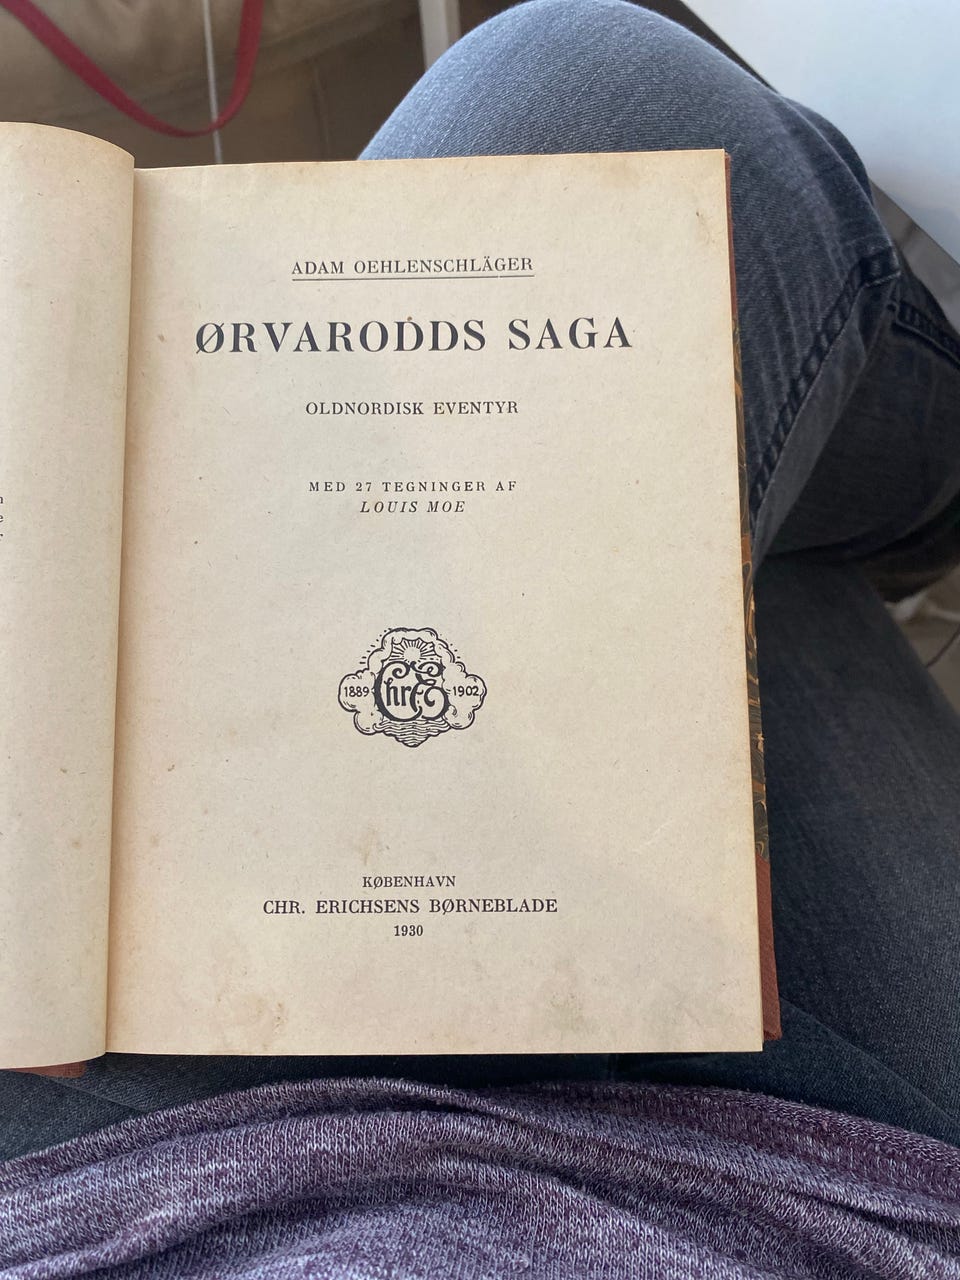 n
e
r
ADAM OEHLENSCHLÄGER
ØRVARODDS SAGA
OLDNORDISK EVENTYR
MED 27 TEGNINGER AF
LOUIS MOE
1889 Chr E 1902
KØBENHAVN
CHR. ERICHSENS BØRNEBLADE
1930